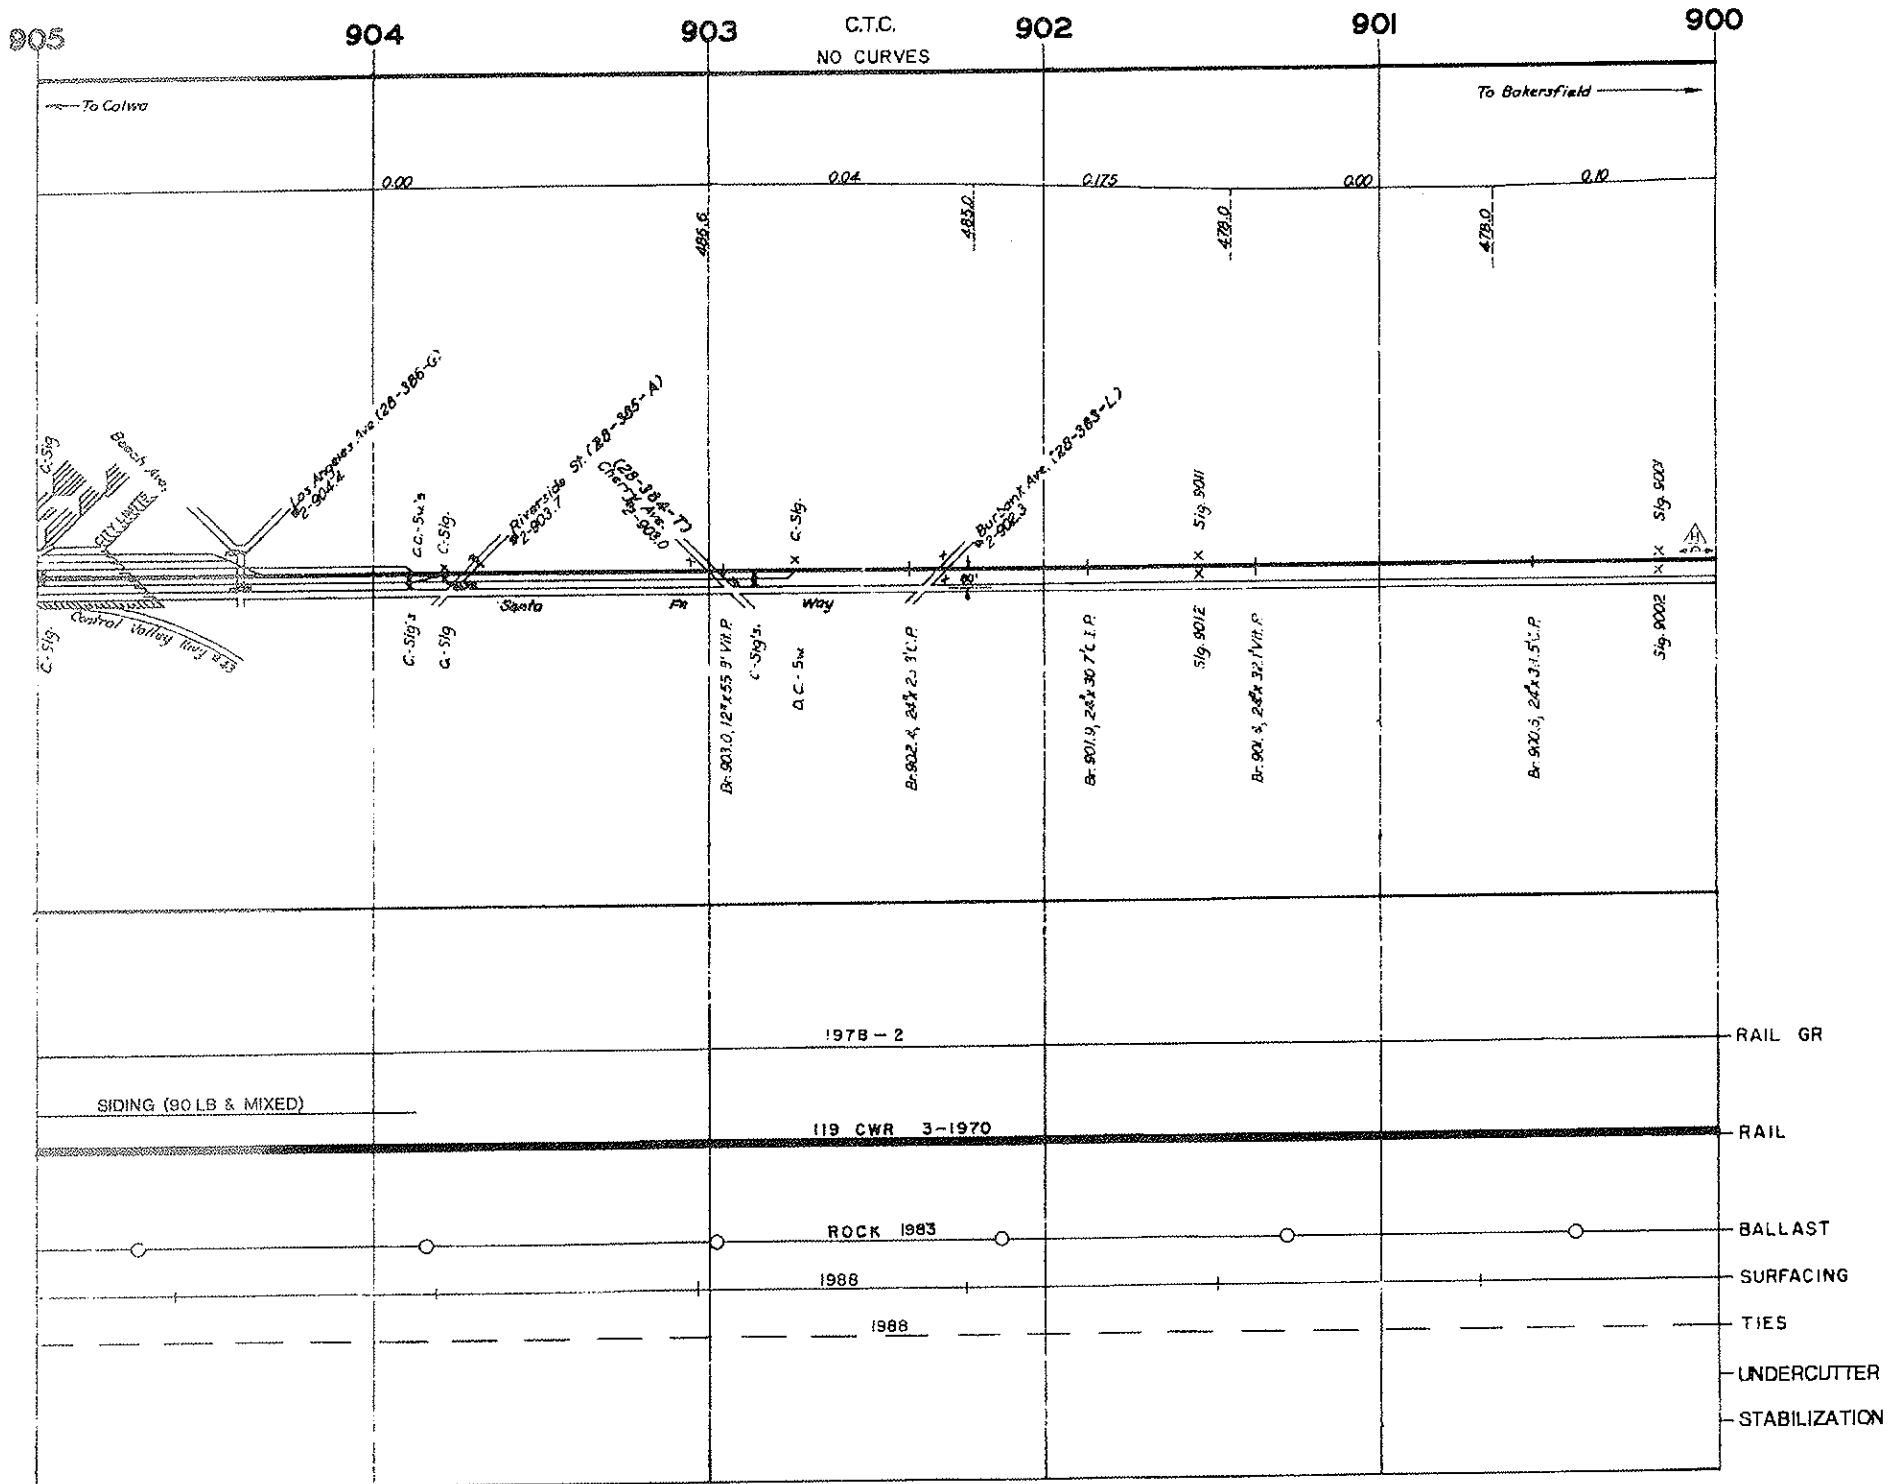 905
904
903
C.T.C.
902
901
900
NO CURVES
To Calwa
To Bakersfield
0.00
0.04
0.175
0.00
0.10
486.6
485.0
478.0
478.0
C-Sig
Beach Ave.
CITY LIMITS
Los Angeles Ave. (28-386-G)
2-904.4
C.C.-Sw's
C-Sig.
Riverside St. (28-385-A)
2-903.7
(28-384-T)
Cherry Ave.
2-903.0
C-Sig.
Burbank Ave. (28-383-L)
2-902.3
Sig. 9011
Sig. 9001
H
Santa Fe Way
Central Valley Hwy #43
C-Sig.
C-Sig's
C-Sig
Br. 903.0, 12"x55.9' Vit. P.
C-Sig's.
D.C.-Sw
Br. 902.4, 24"x 29.3' C.P.
Br. 901.9, 24"x 30.7' C.I.P.
Sig. 9012
Br. 901.4, 24"x 32.1' Vit. P.
Br. 900.5, 24"x 31.5' C.P.
Sig. 9002
1978-2
RAIL GR
SIDING (90 LB & MIXED)
119 CWR 3-1970
RAIL
ROCK 1983
BALLAST
1988
SURFACING
1988
TIES
UNDERCUTTER
STABILIZATION